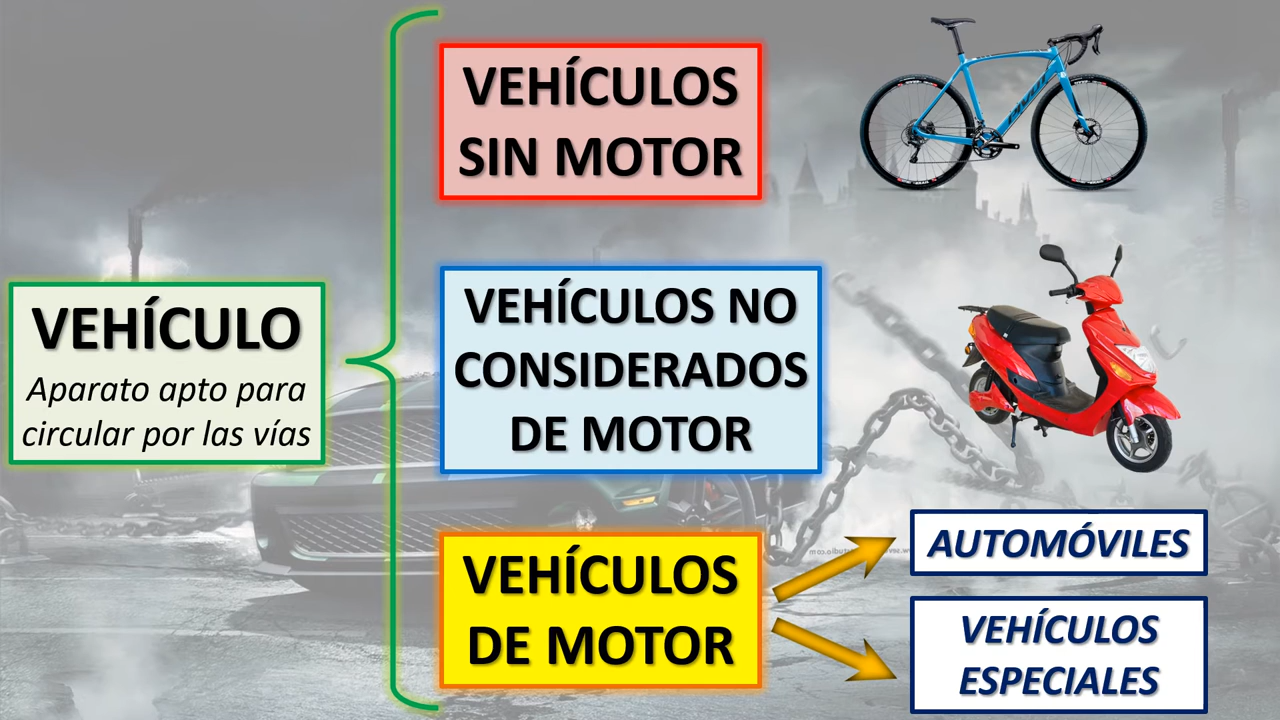 VEHÍCULO
Aparato apto para
circular por las vías
VEHÍCULOS
SIN MOTOR
PIVOT
VEHÍCULOS NO
CONSIDERADOS
DE MOTOR
VEHÍCULOS
DE MOTOR
AUTOMÓVILES
VEHÍCULOS
ESPECIALES